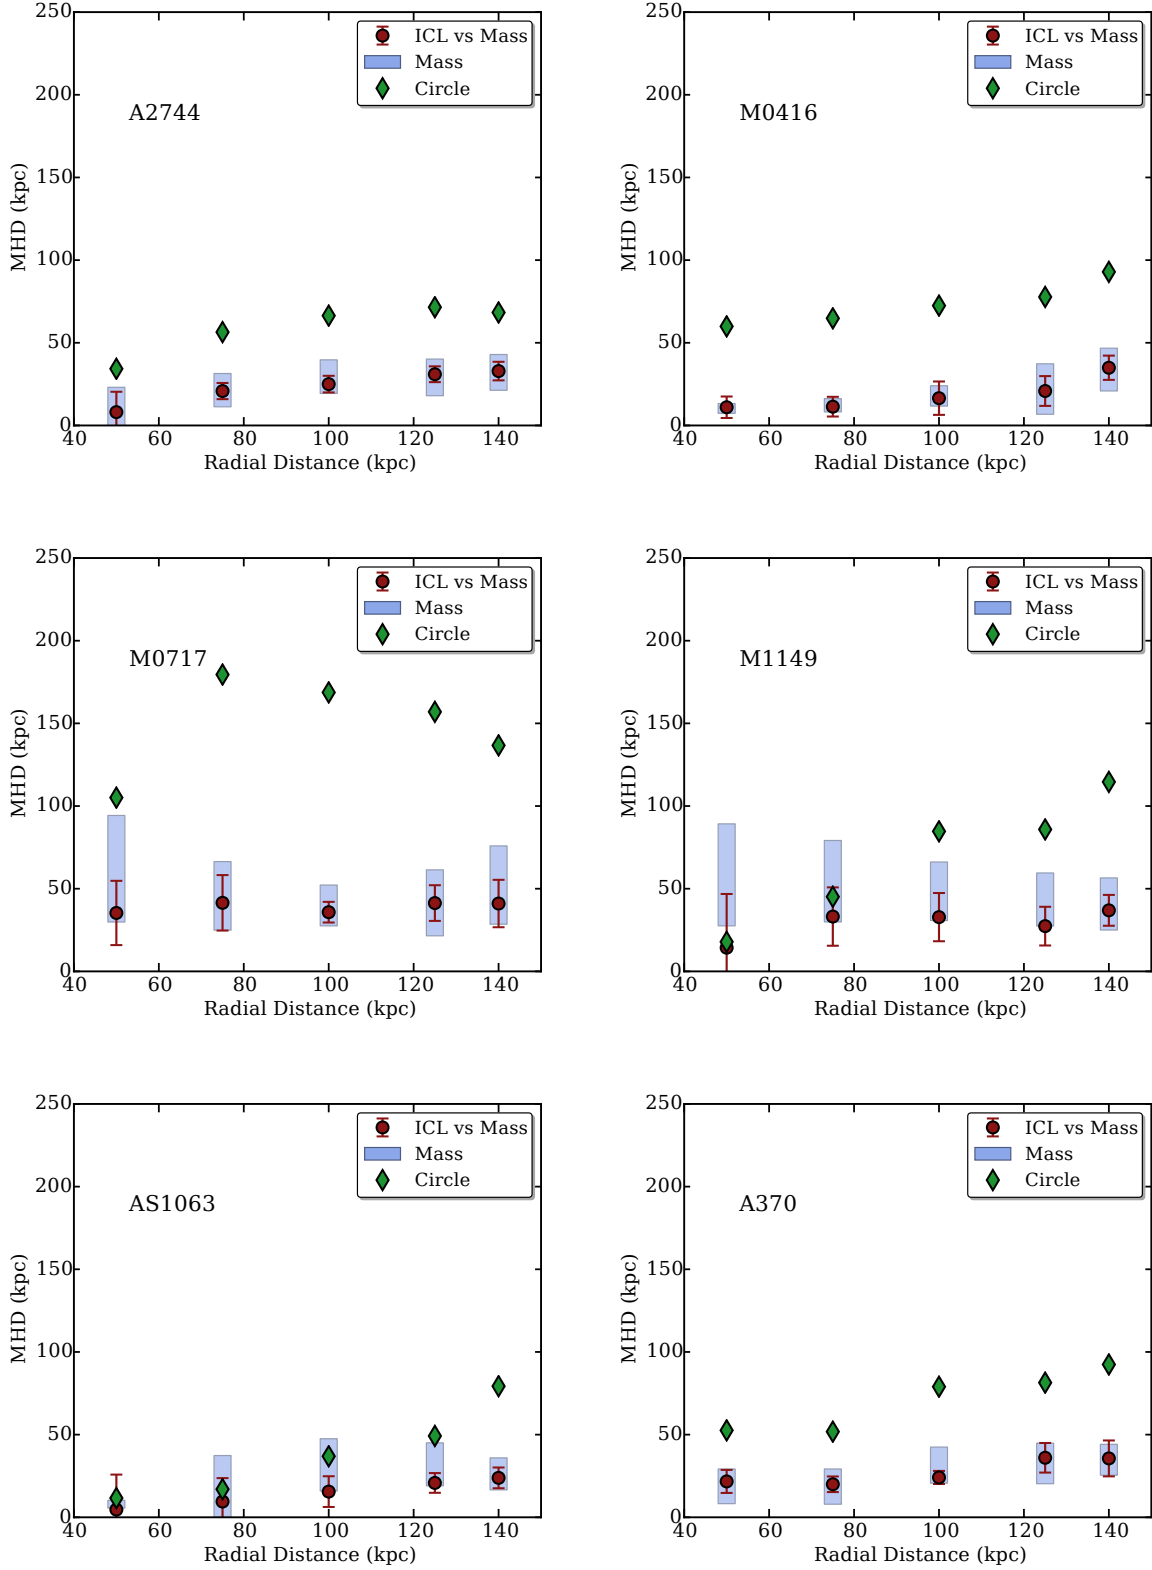 250
200
150
100
50
0
MHD (kpc)
A2744
ICL vs Mass
Mass
Circle
40 60 80 100 120 140
Radial Distance (kpc)
250
200
150
100
50
0
MHD (kpc)
M0416
ICL vs Mass
Mass
Circle
40 60 80 100 120 140
Radial Distance (kpc)
250
200
150
100
50
0
MHD (kpc)
M0717
ICL vs Mass
Mass
Circle
40 60 80 100 120 140
Radial Distance (kpc)
250
200
150
100
50
0
MHD (kpc)
M1149
ICL vs Mass
Mass
Circle
40 60 80 100 120 140
Radial Distance (kpc)
250
200
150
100
50
0
MHD (kpc)
AS1063
ICL vs Mass
Mass
Circle
40 60 80 100 120 140
Radial Distance (kpc)
250
200
150
100
50
0
MHD (kpc)
A370
ICL vs Mass
Mass
Circle
40 60 80 100 120 140
Radial Distance (kpc)